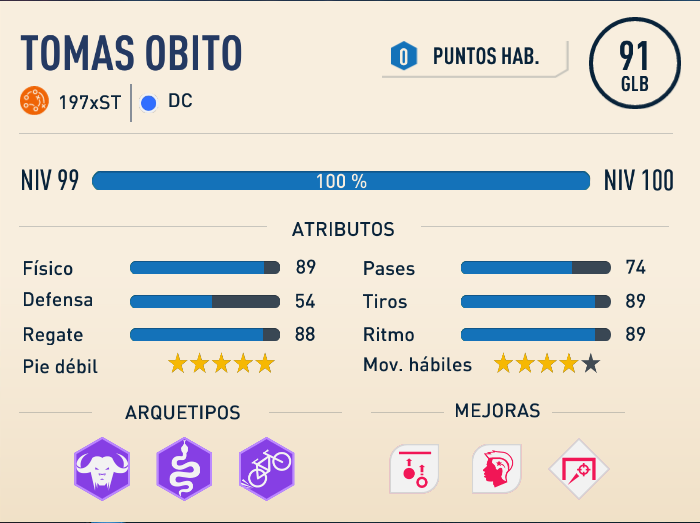 TOMAS OBITO
0 PUNTOS HAB.
91
GLB
197xST
DC
NIV 99
100 %
NIV 100
ATRIBUTOS
Físico 89
Pases 74
Defensa 54
Tiros 89
Regate 88
Ritmo 89
Pie débil
Mov. hábiles
ARQUETIPOS
MEJORAS